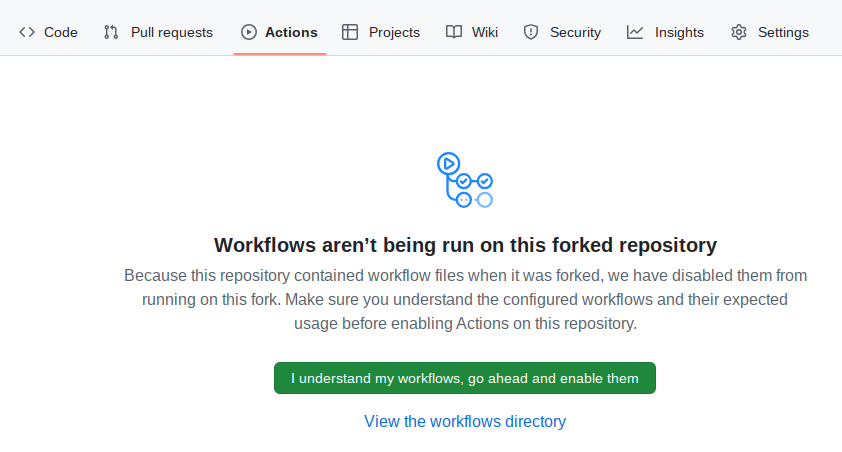 Code Pull requests Actions Projects Wiki Security Insights Settings
Workflows aren’t being run on this forked repository
Because this repository contained workflow files when it was forked, we have disabled them from
running on this fork. Make sure you understand the configured workflows and their expected
usage before enabling Actions on this repository.
I understand my workflows, go ahead and enable them
View the workflows directory